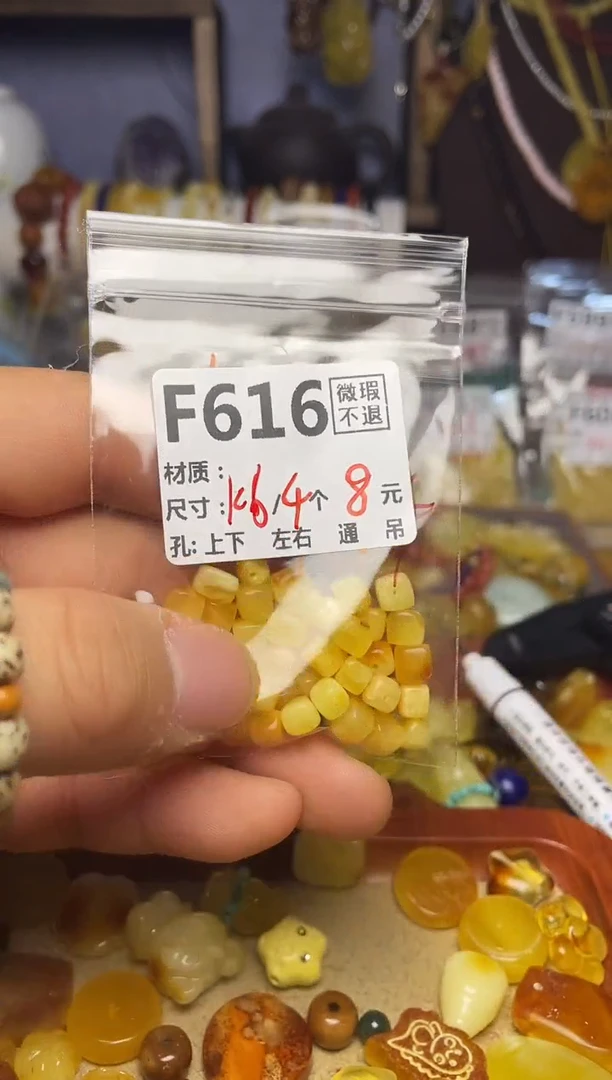 F616 微瑕
不退
材质：
尺寸：166/4个 8元
孔：上下 左右 通 吊